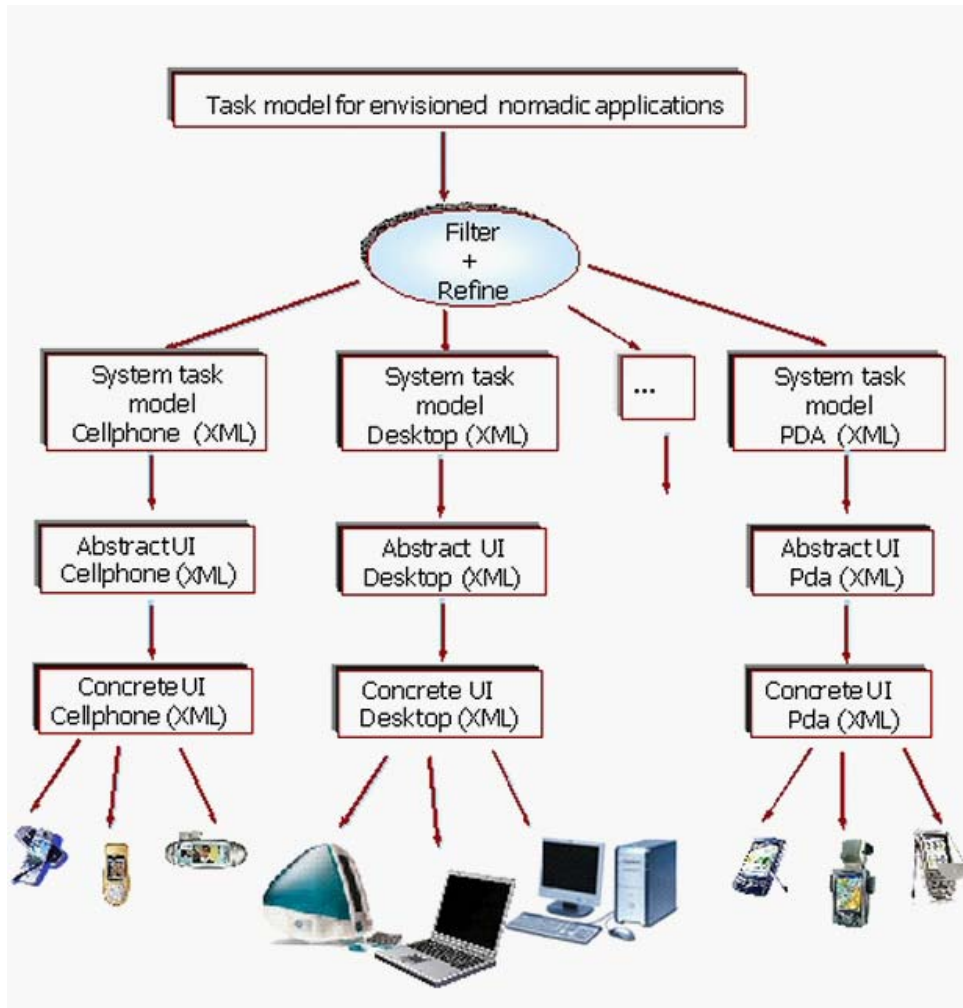 Task model for envisioned nomadic applications
Filter
+
Refine
System task
model
Cellphone (XML)
System task
model
Desktop (XML)
...
System task
model
PDA (XML)
Abstract UI
Cellphone (XML)
Abstract UI
Desktop (XML)
Abstract UI
Pda (XML)
Concrete UI
Cellphone (XML)
Concrete UI
Desktop (XML)
Concrete UI
Pda (XML)